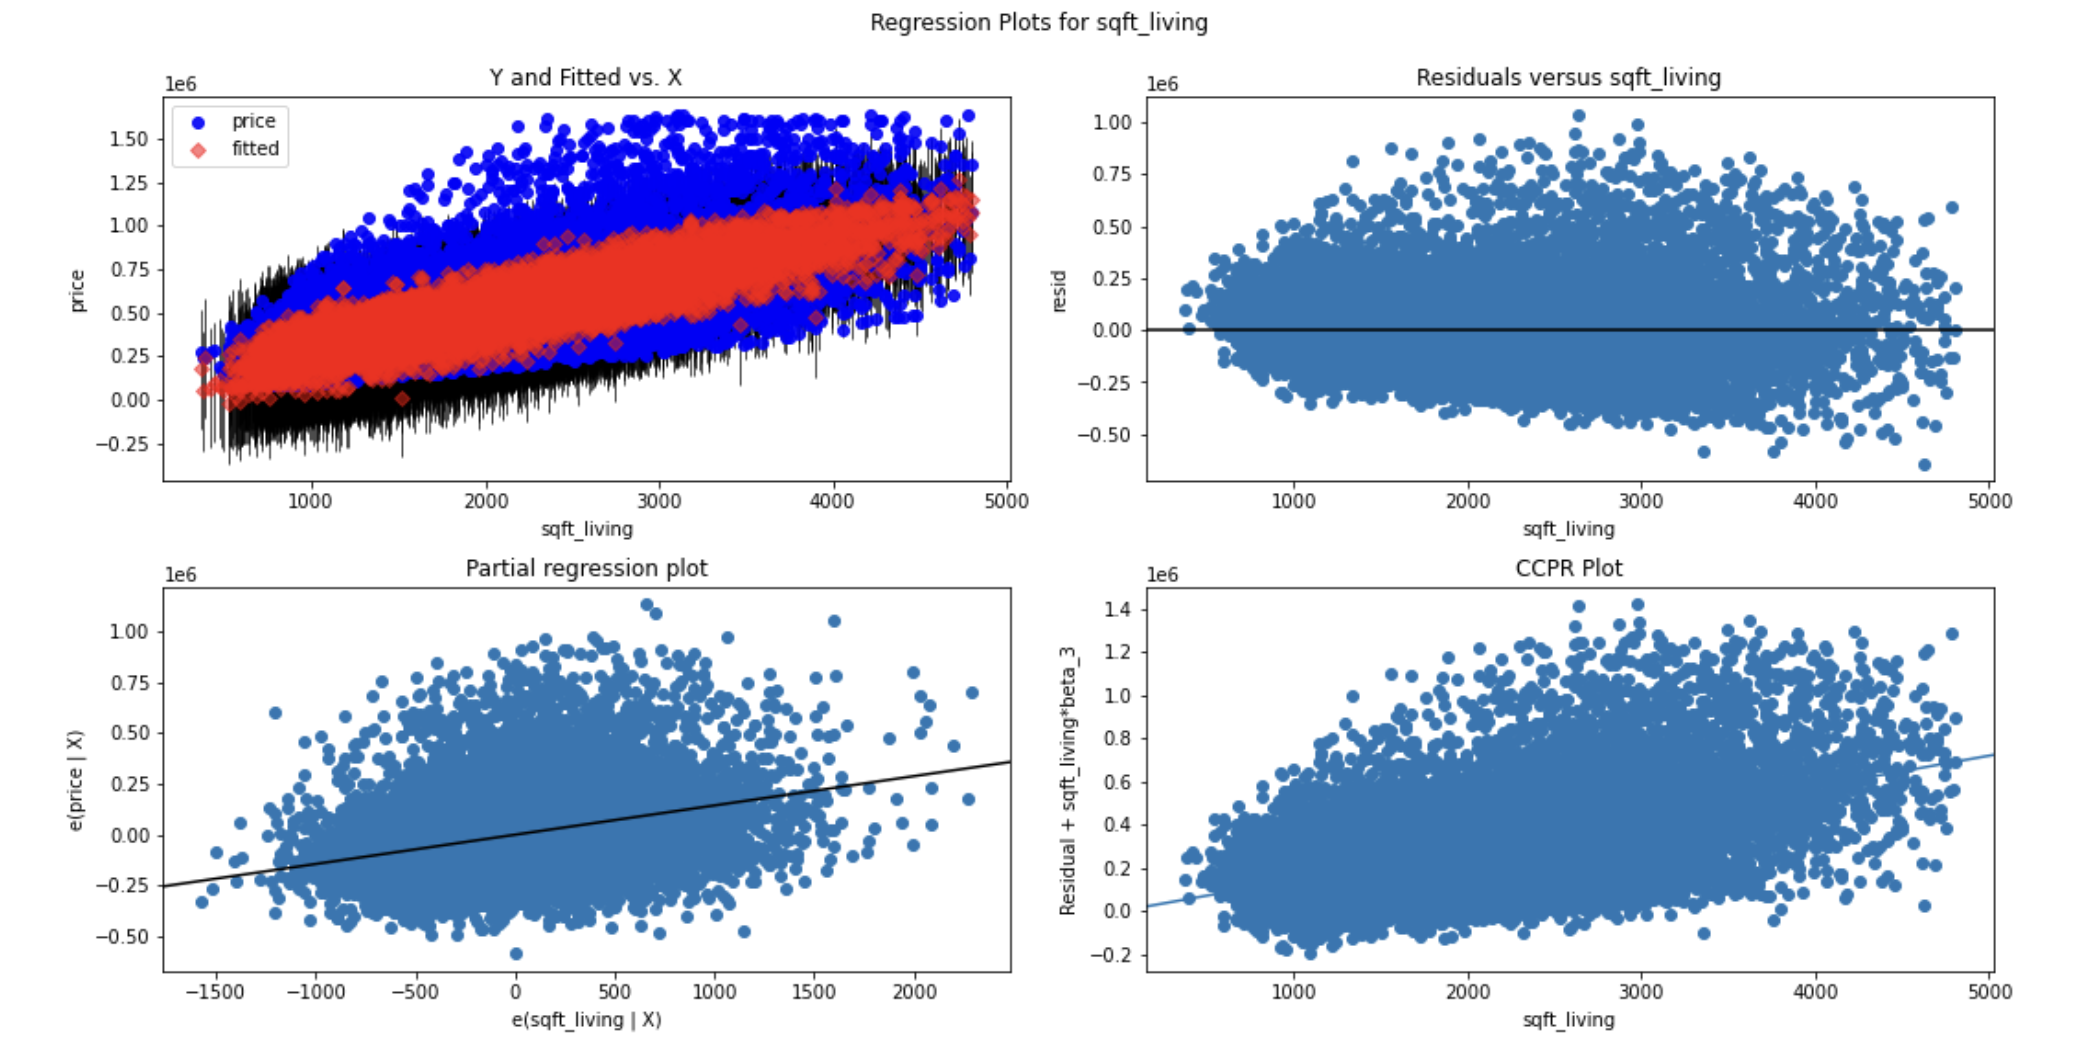 Regression Plots for sqft_living
Y and Fitted vs. X
1e6
price
fitted
1.50
1.25
1.00
0.75
0.50
0.25
0.00
−0.25
price
1000 2000 3000 4000 5000
sqft_living
Residuals versus sqft_living
1e6
1.00
0.75
0.50
0.25
0.00
−0.25
−0.50
resid
1000 2000 3000 4000 5000
sqft_living
Partial regression plot
1e6
1.00
0.75
0.50
0.25
0.00
−0.25
−0.50
e(price | X)
−1500 −1000 −500 0 500 1000 1500 2000
e(sqft_living | X)
CCPR Plot
1e6
1.4
1.2
1.0
0.8
0.6
0.4
0.2
0.0
−0.2
Residual + sqft_living*beta_3
1000 2000 3000 4000 5000
sqft_living